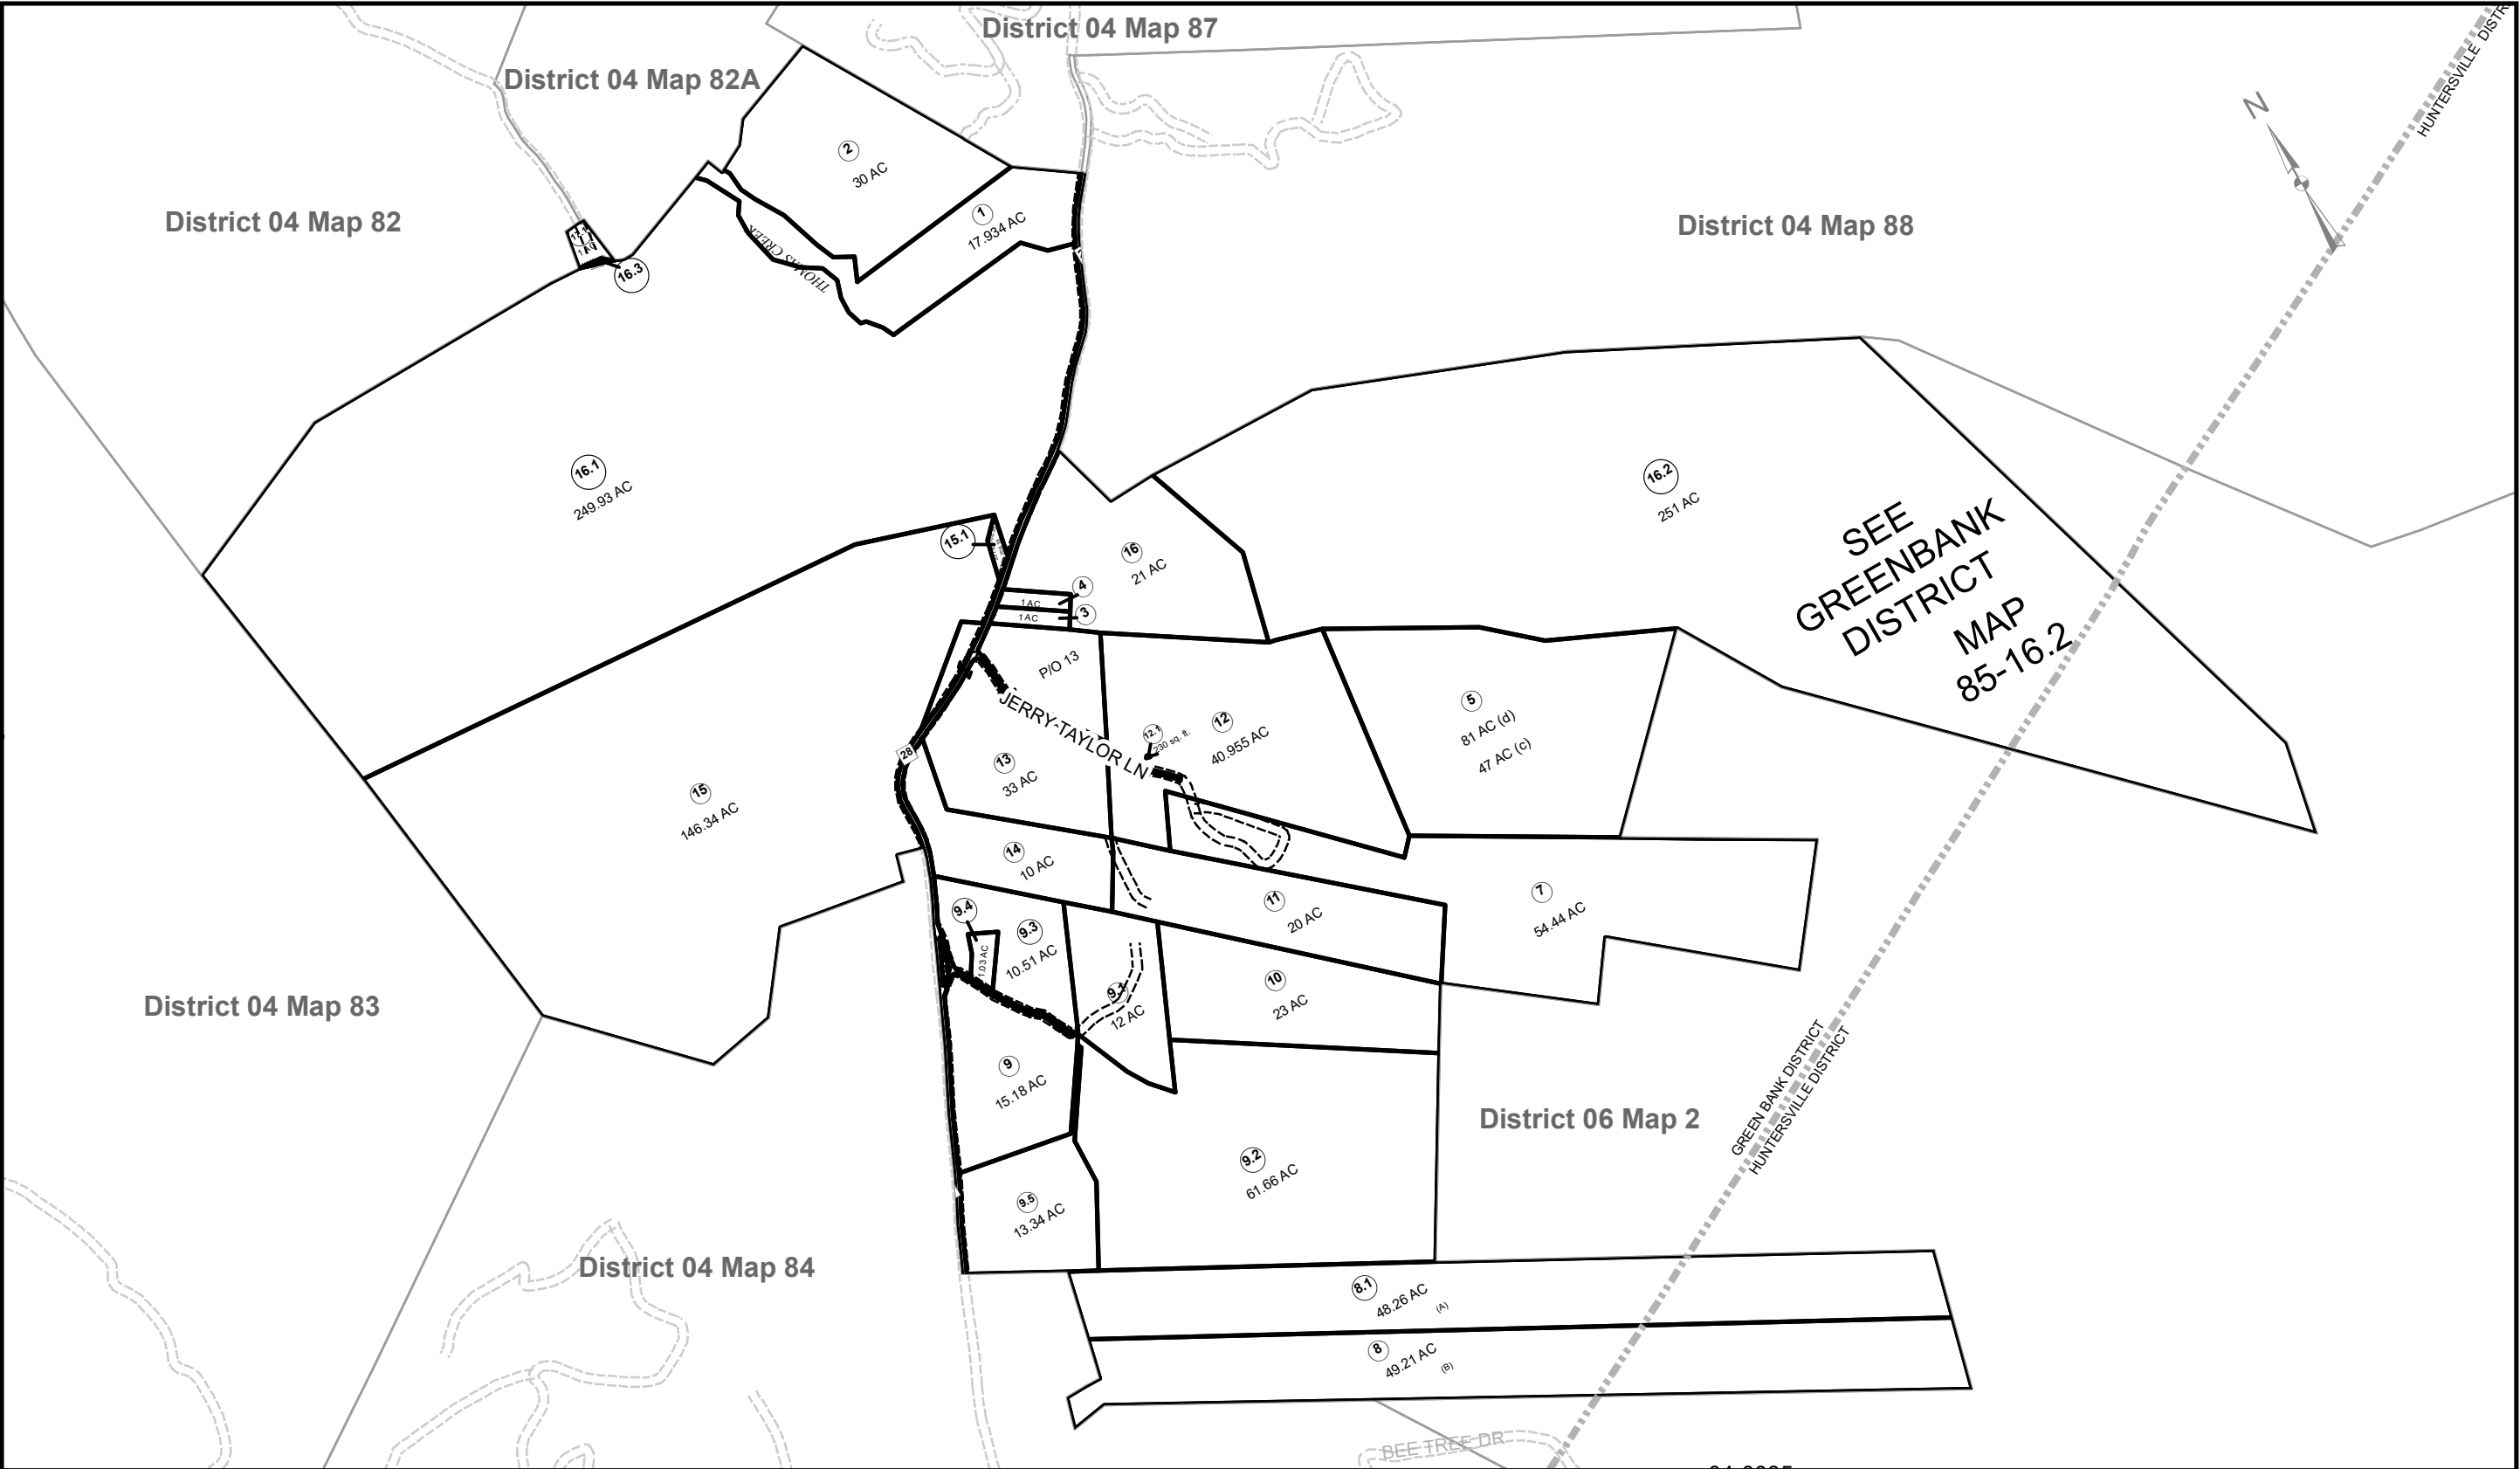 District 04 Map 87
HUNTERSVILLE DISTR
District 04 Map 82A
N
2
30 AC
District 04 Map 82
1
17.934 AC
District 04 Map 88
THOMAS CREEK
16.3
16.1
249.93 AC
16.2
251 AC
SEE
GREENBANK
DISTRICT
MAP
85-16.2
15.1
16
21 AC
4
1 AC
3
1 AC
P/O 13
JERRY-TAYLOR LN
12.1
230 sq. ft.
12
40.955 AC
5
81 AC (d)
47 AC (c)
28
13
33 AC
15
146.34 AC
14
10 AC
11
20 AC
7
54.44 AC
9.4
1.03 AC
9.3
10.51 AC
9.1
12 AC
10
23 AC
District 04 Map 83
9
15.18 AC
GREEN BANK DISTRICT
HUNTERSVILLE DISTRICT
District 06 Map 2
9.2
61.66 AC
9.5
13.34 AC
District 04 Map 84
8.1
48.26 AC
(A)
8
49.21 AC
(B)
BEE TREE DR